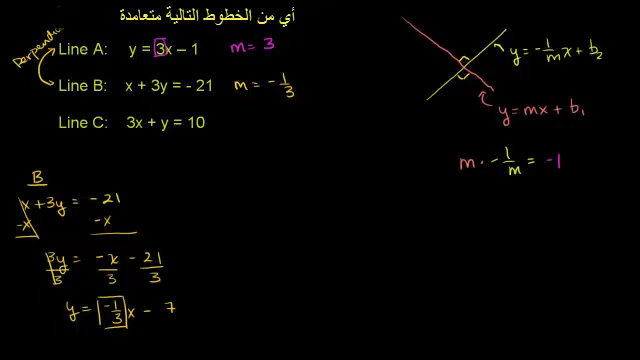 أي من الخطوط التالية متعامدة
Line A: y = 3x – 1 m = 3
Line B: x + 3y = - 21 m = -1/3
Line C: 3x + y = 10
y = -1/m x + b₂
y = mx + b₁
m · -1/m = -1
B
x + 3y = -21
-x -x
3y/3 = -x/3 - 21/3
y = -1/3 x - 7